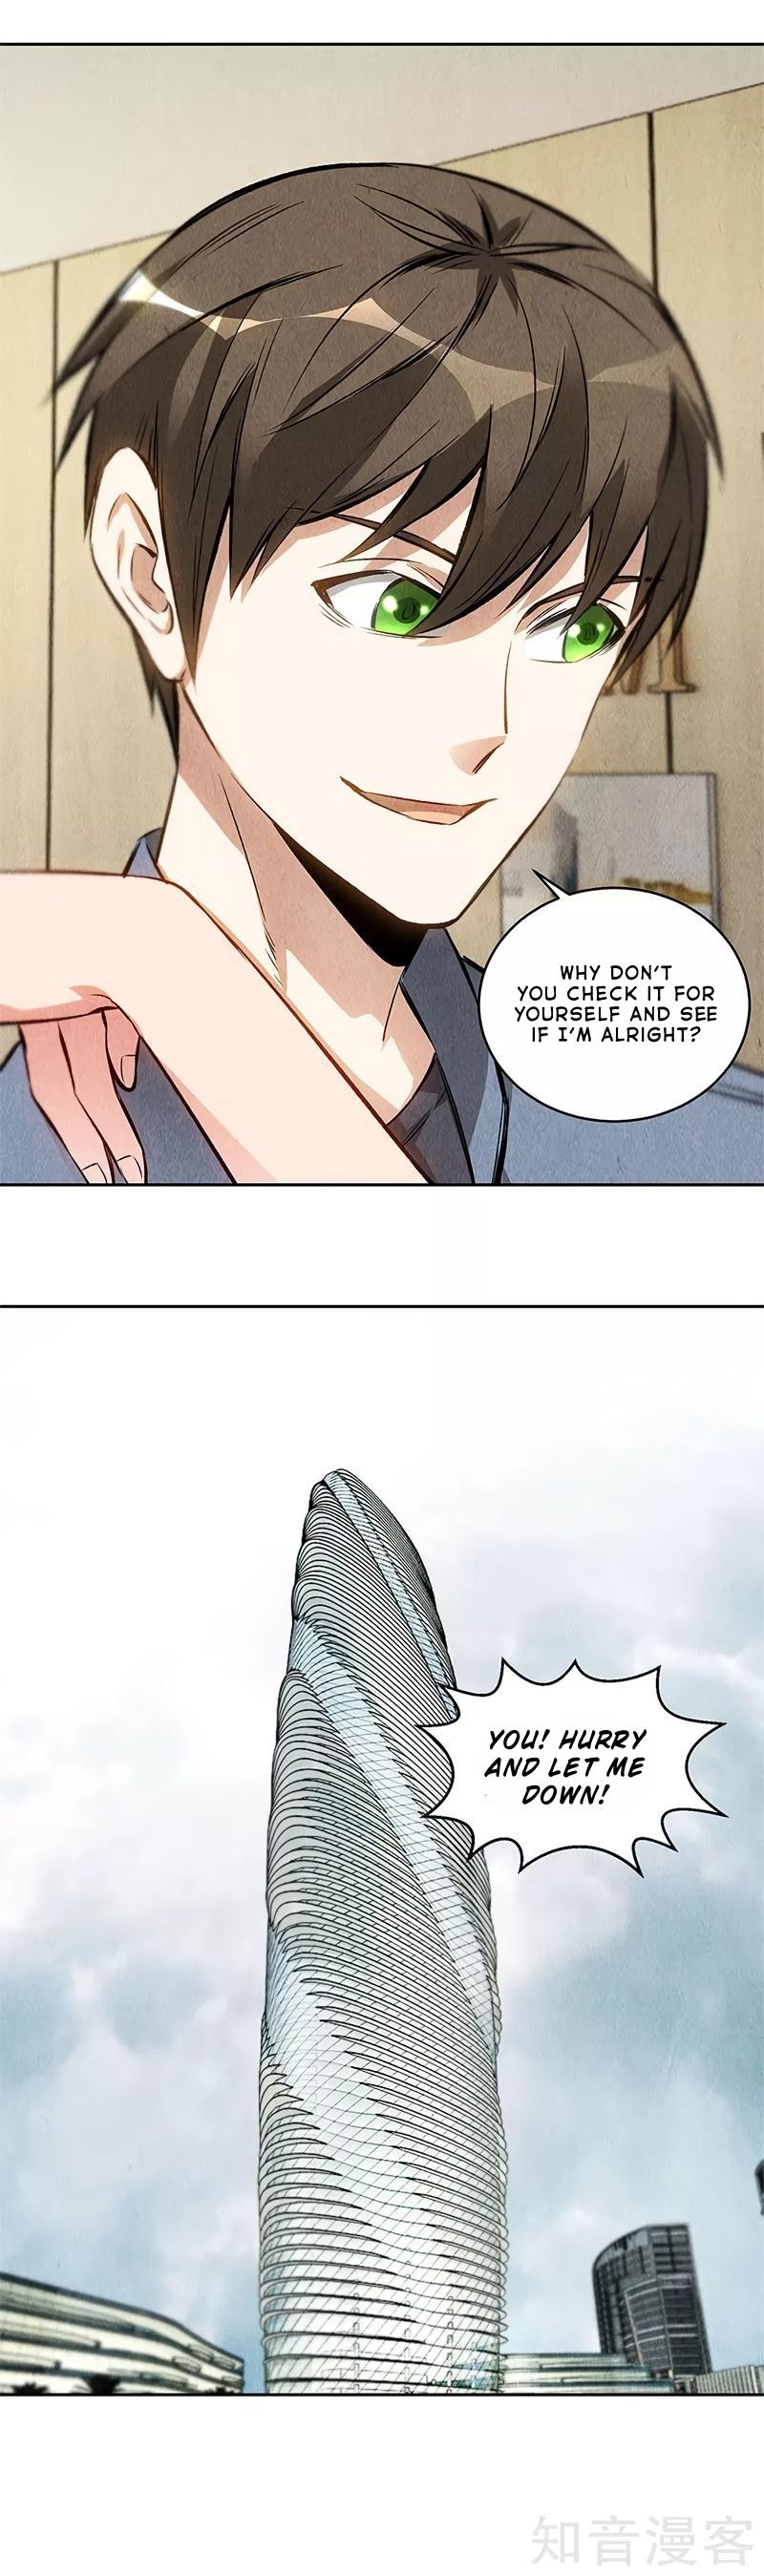 WHY DON'T
YOU CHECK IT FOR
YOURSELF AND SEE
IF I'M ALRIGHT?
YOU! HURRY
AND LET ME
DOWN!
知音漫客